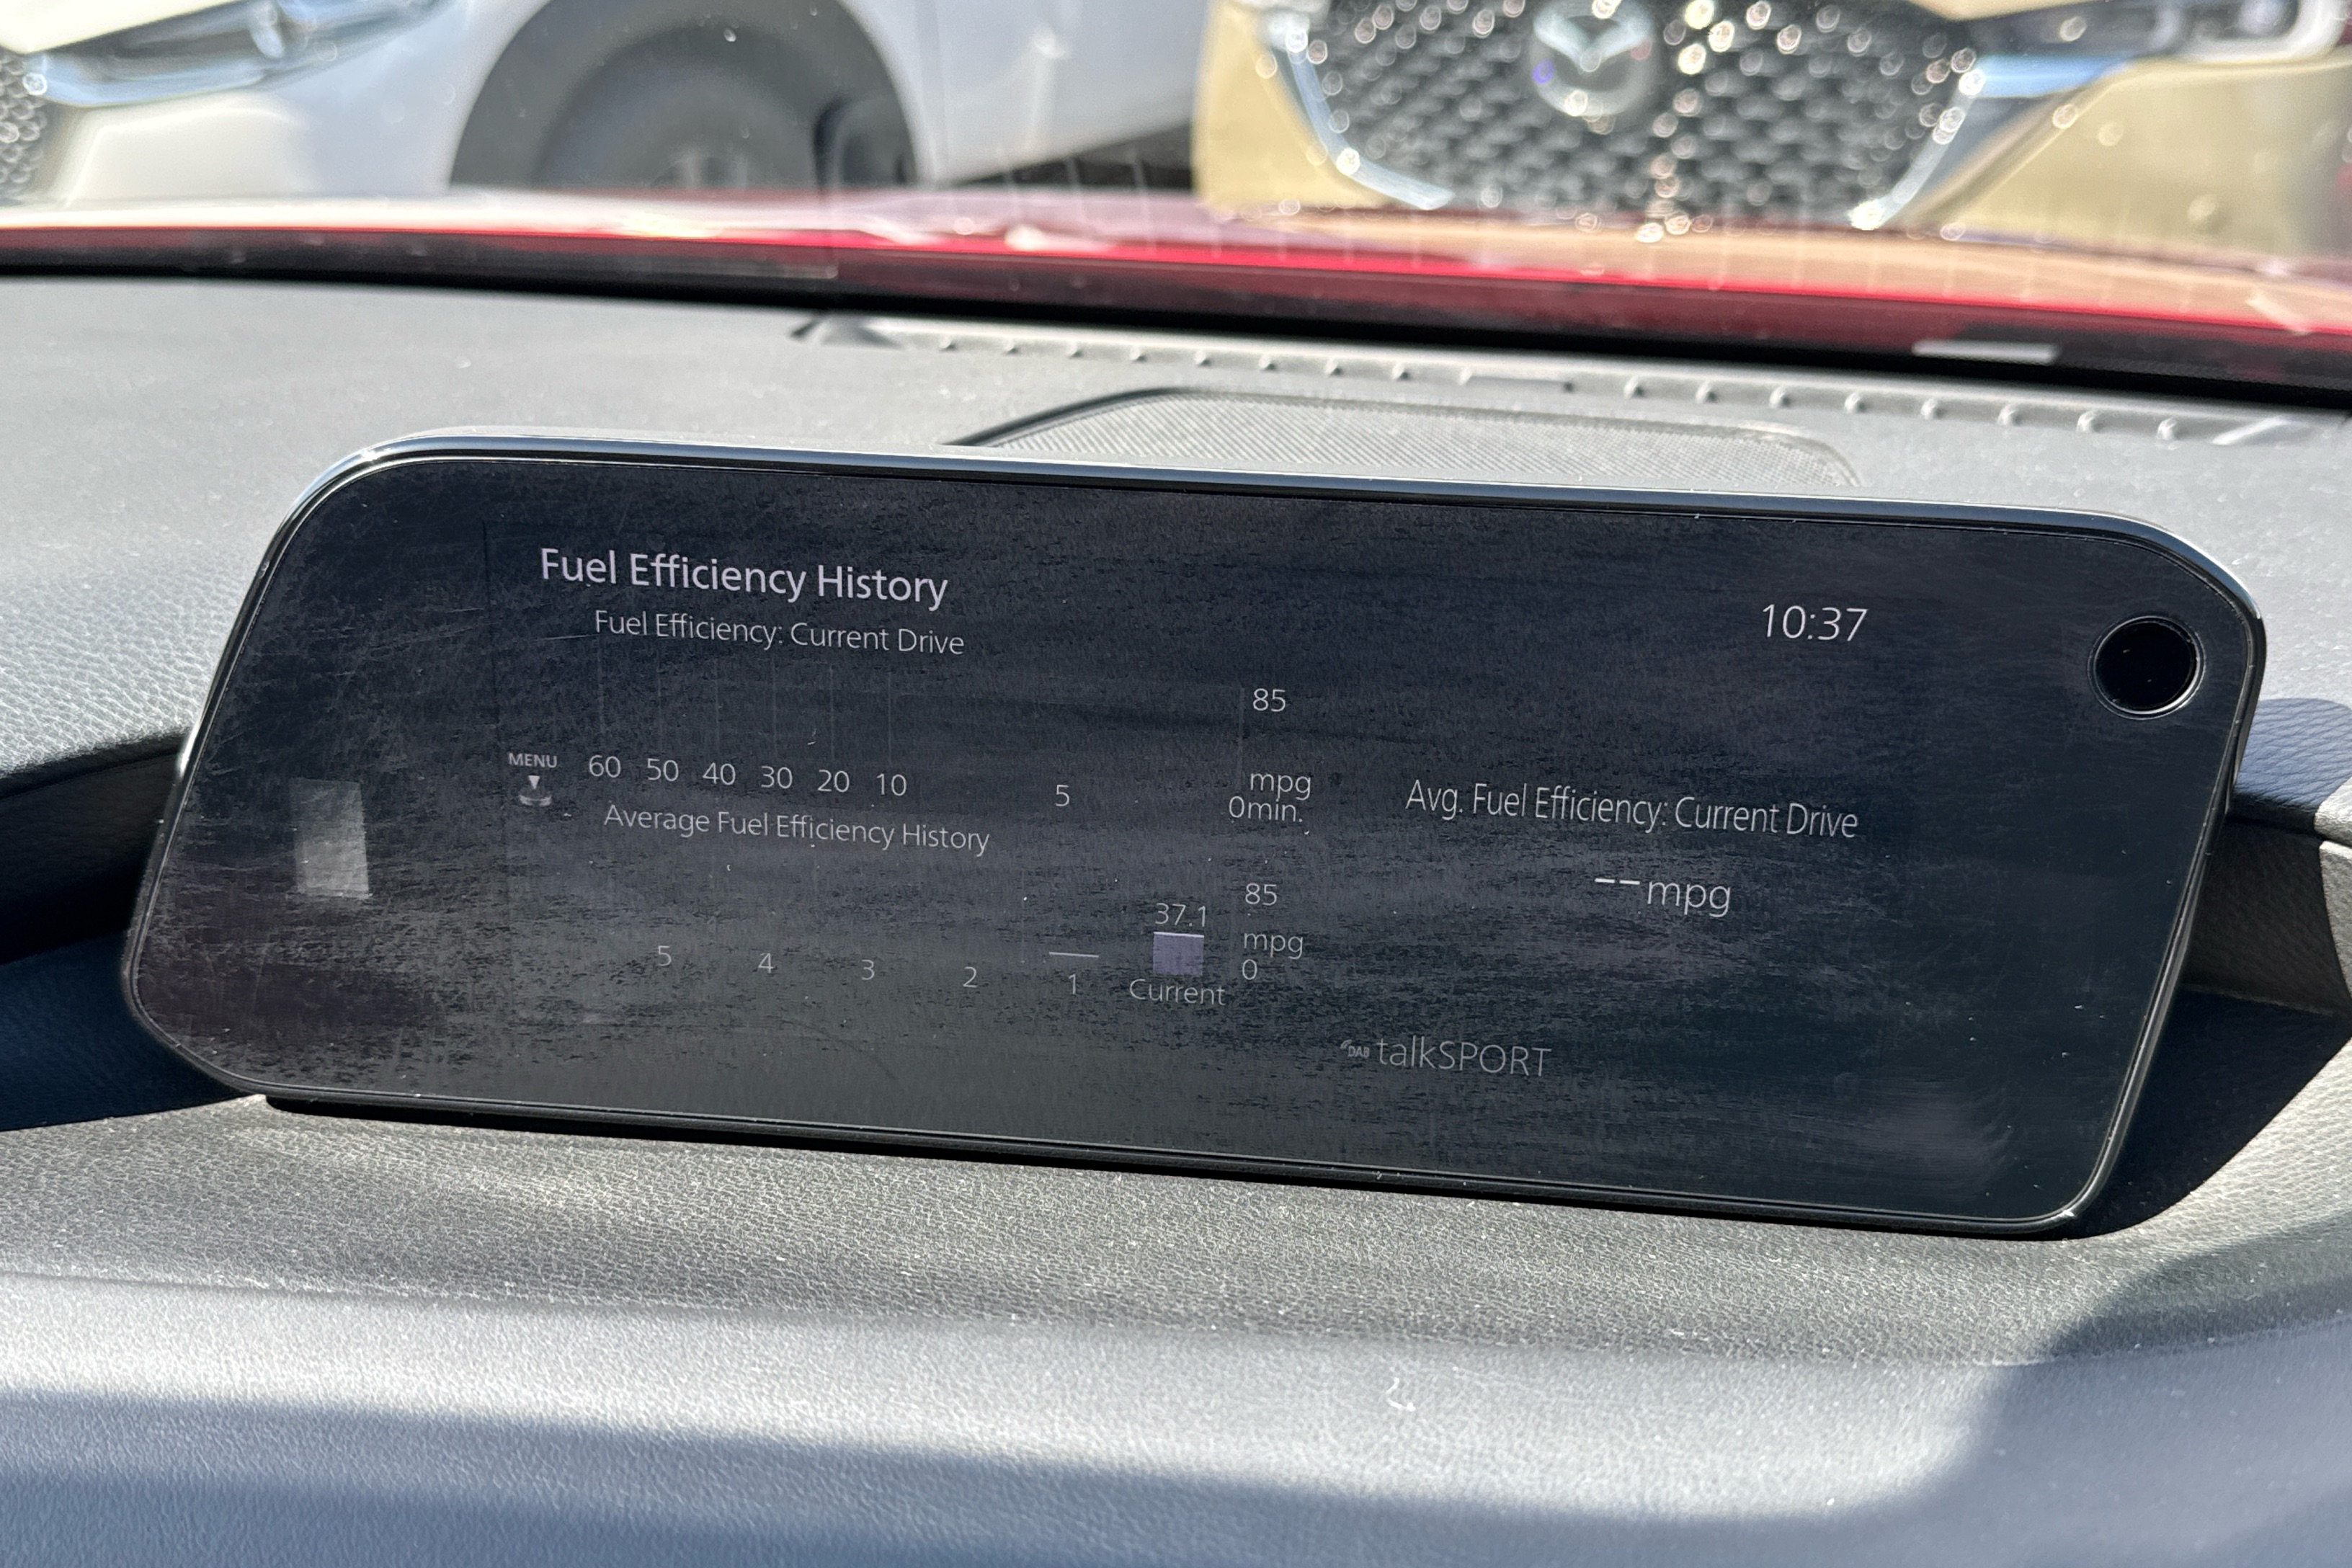 Fuel Efficiency History
10:37
Fuel Efficiency: Current Drive
85
MENU
60 50 40 30 20 10 5
mpg
0min.
Avg. Fuel Efficiency: Current Drive
--mpg
Average Fuel Efficiency History
85
37.1
mpg
0
5 4 3 2 1 Current
DAB talkSPORT